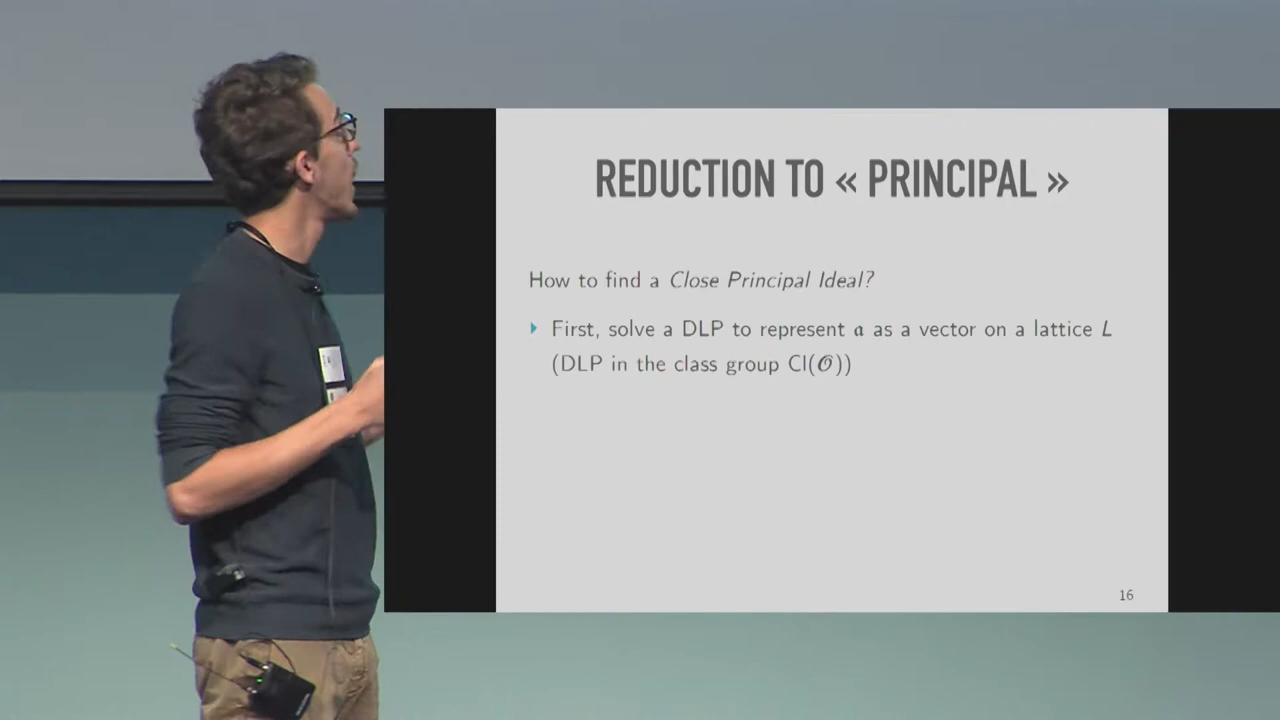 REDUCTION TO « PRINCIPAL »
How to find a Close Principal Ideal?
First, solve a DLP to represent 𝔞 as a vector on a lattice L
(DLP in the class group Cl(𝒪))
16